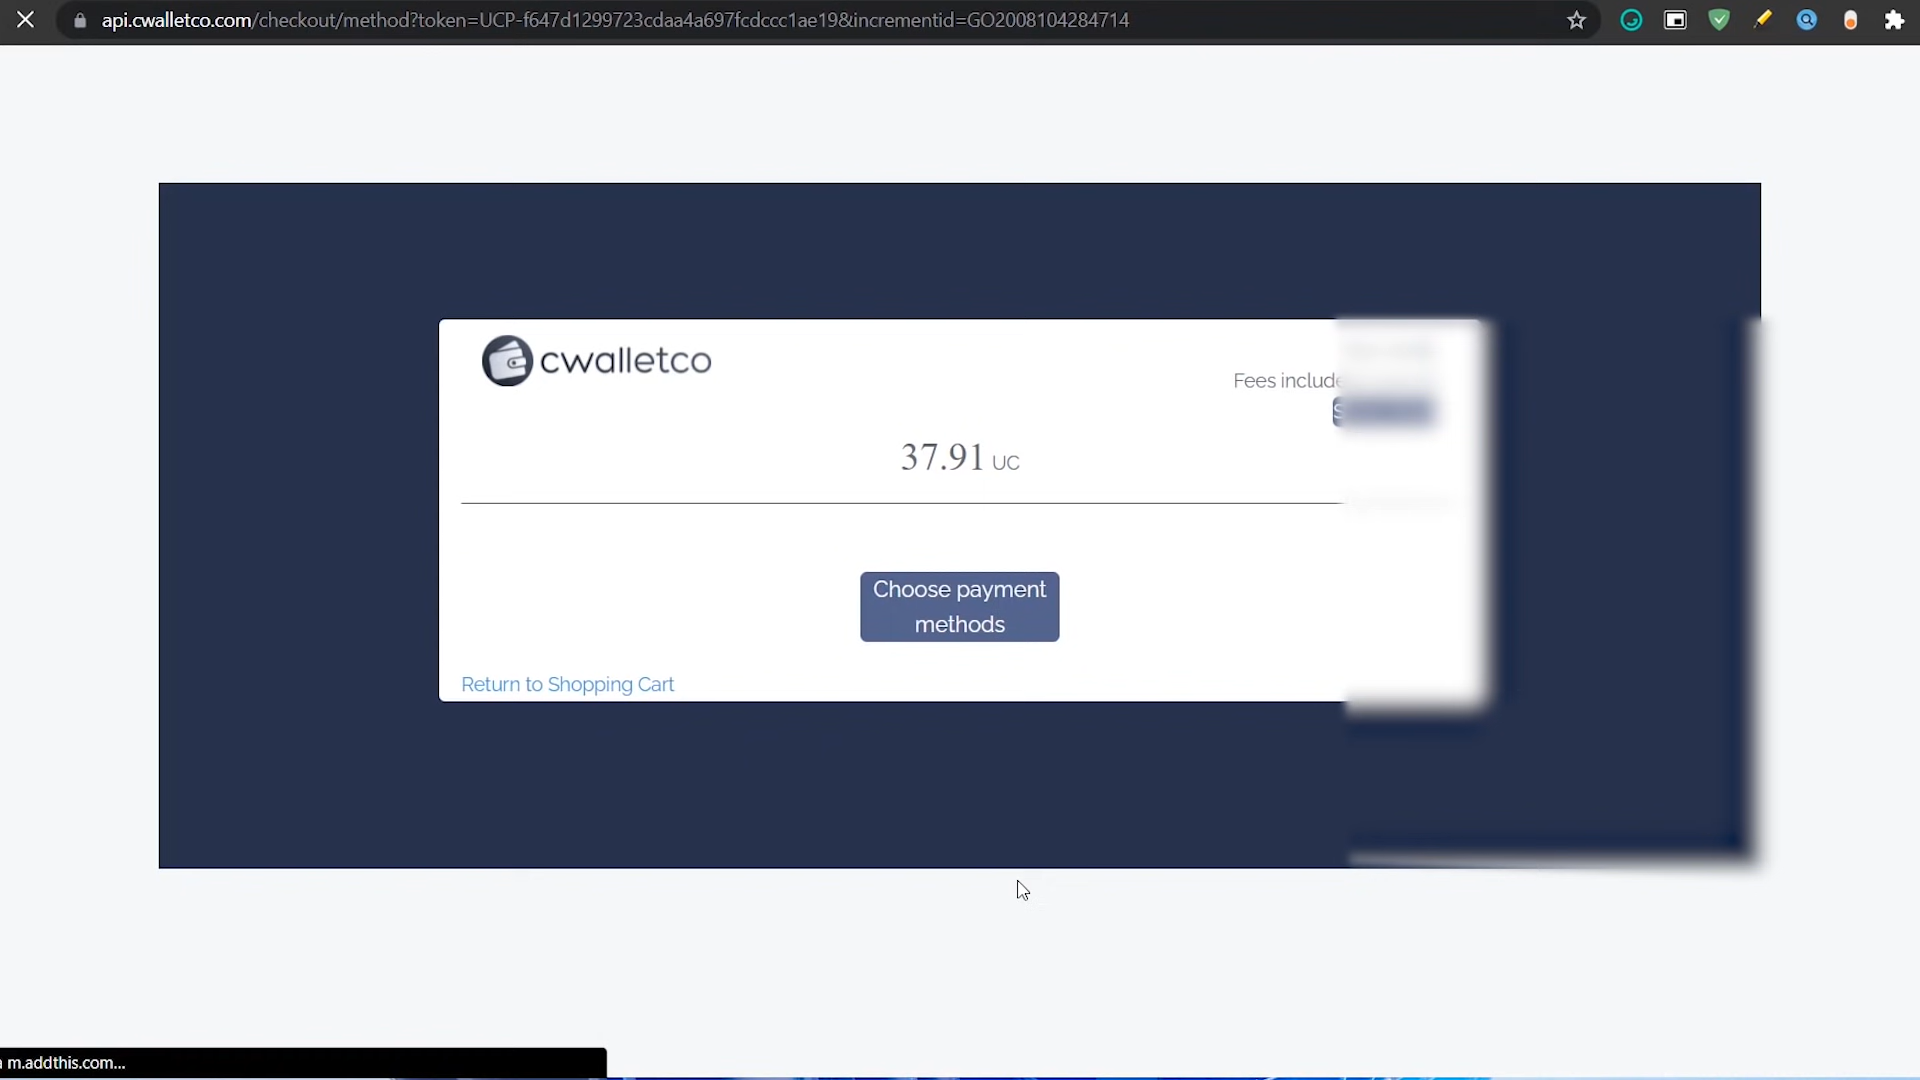 api.cwalletco.com/checkout/method?token=UCP-f647d1299723cdaa4a697fcdccc1ae19&incrementid=GO2008104284714
cwalletco
Fees include
37.91 UC
Choose payment
methods
Return to Shopping Cart
m.addthis.com...